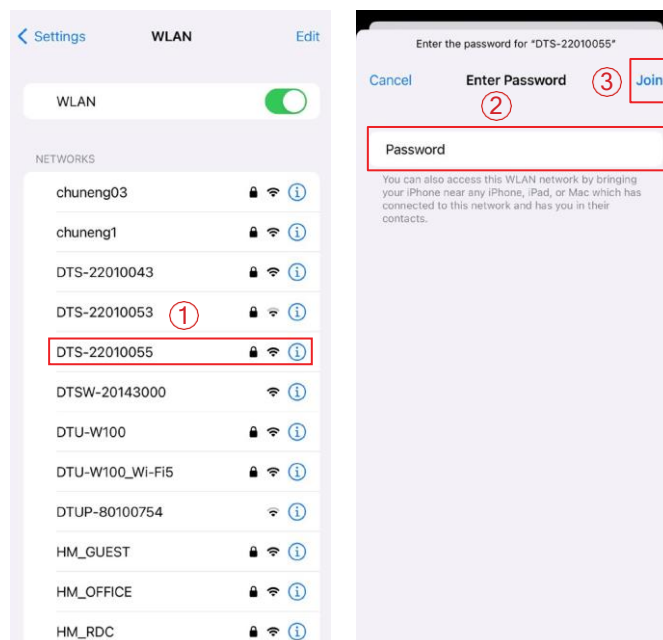 Settings WLAN Edit
WLAN
NETWORKS
chuneng03
chuneng1
DTS-22010043
DTS-22010053 ①
DTS-22010055
DTSW-20143000
DTU-W100
DTU-W100_Wi-Fi5
DTUP-80100754
HM_GUEST
HM_OFFICE
HM_RDC
Enter the password for "DTS-22010055"
Cancel Enter Password ③ Join
②
Password
You can also access this WLAN network by bringing
your iPhone near any iPhone, iPad, or Mac which has
connected to this network and has you in their
contacts.